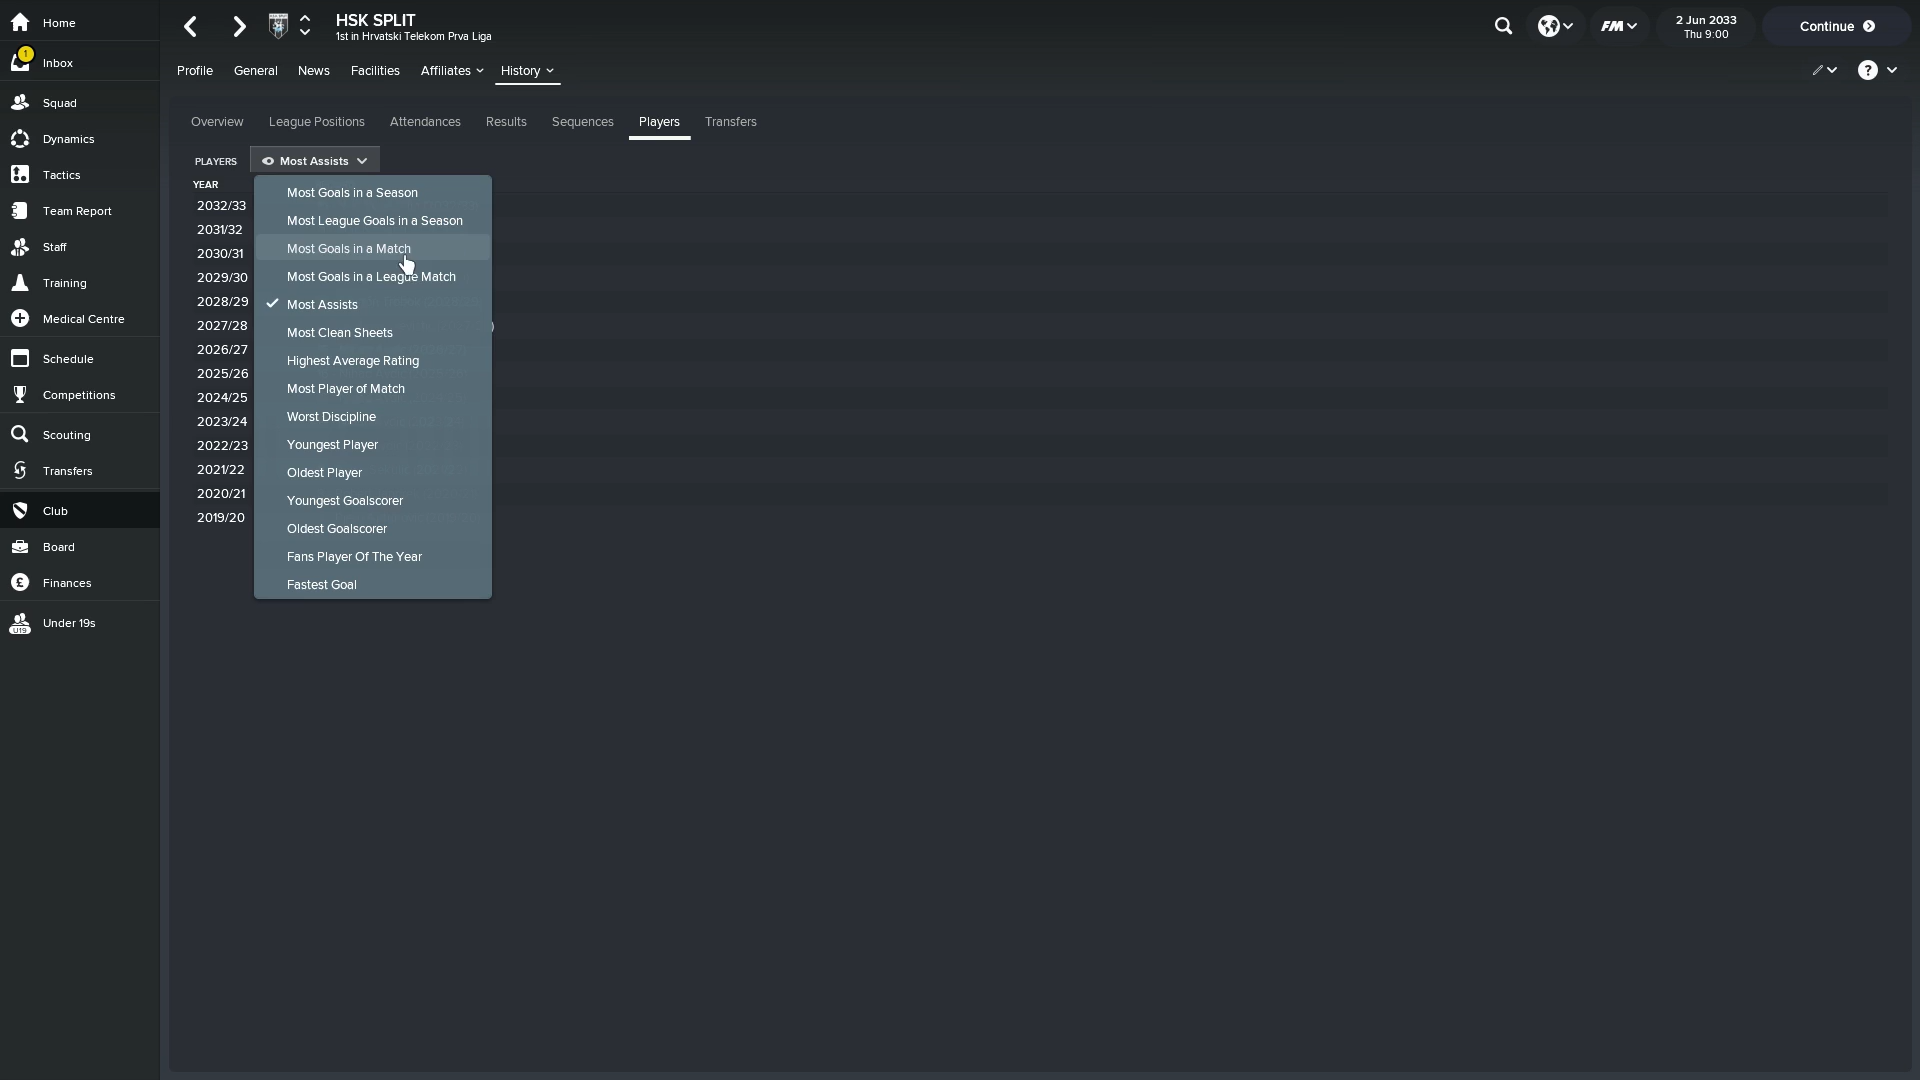 Home
1
Inbox
Squad
Dynamics
Tactics
Team Report
Staff
Training
Medical Centre
Schedule
Competitions
Scouting
Transfers
Club
Board
Finances
U19
Under 19s
HSK SPLIT
1st in Hrvatski Telekom Prva Liga
FM
2 Jun 2033
Thu 9:00
Continue
Profile General News Facilities Affiliates History
?
Overview League Positions Attendances Results Sequences Players Transfers
PLAYERS Most Assists
YEAR
2032/33
2031/32
2030/31
2029/30
2028/29
2027/28
2026/27
2025/26
2024/25
2023/24
2022/23
2021/22
2020/21
2019/20
Most Goals in a Season
Most League Goals in a Season
Most Goals in a Match
Most Goals in a League Match
Most Assists
Most Clean Sheets
Highest Average Rating
Most Player of Match
Worst Discipline
Youngest Player
Oldest Player
Youngest Goalscorer
Oldest Goalscorer
Fans Player Of The Year
Fastest Goal